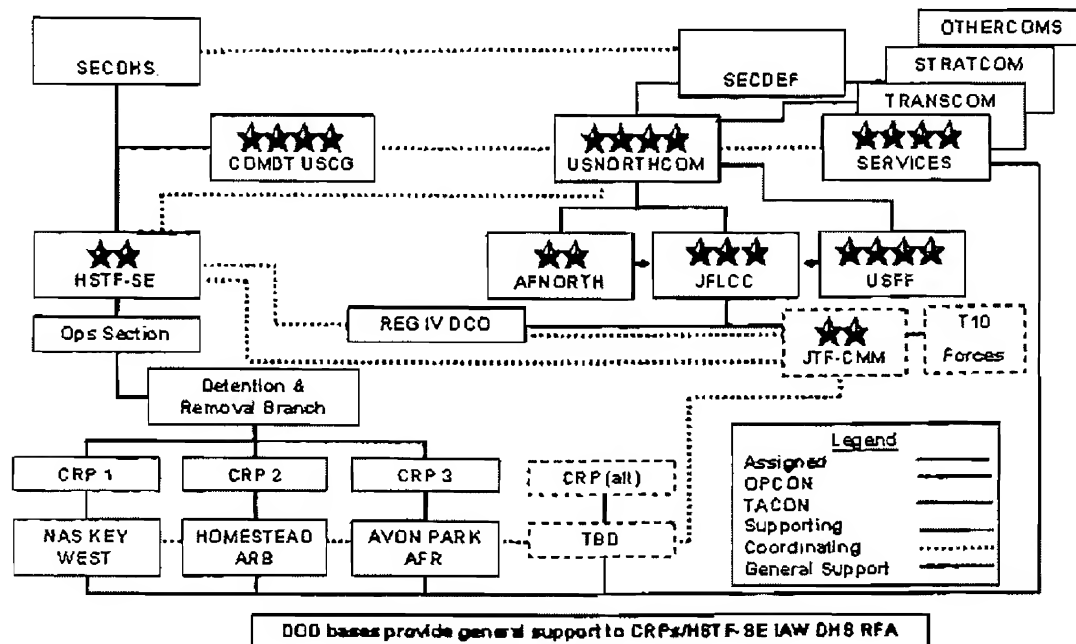 OTHERCOMS
STRATCOM
TRANSCOM
SECDHS
SECDEF
COMDT USCG
USNORTHCOM
SERVICES
HSTF-SE
AFNORTH
JFLCC
USFF
Ops Section
REG IV DCO
JTF-CMM
T10
Forces
Detention &
Removal Branch
CRP 1
CRP 2
CRP 3
CRP (alt)
NAS KEY
WEST
HOMESTEAD
ARB
AVON PARK
AFR
TBD
Legend
Assigned
OPCON
TACON
Supporting
Coordinating
General Support
DOD bases provide general support to CRPs/HSTF-SE IAW DHS RFA